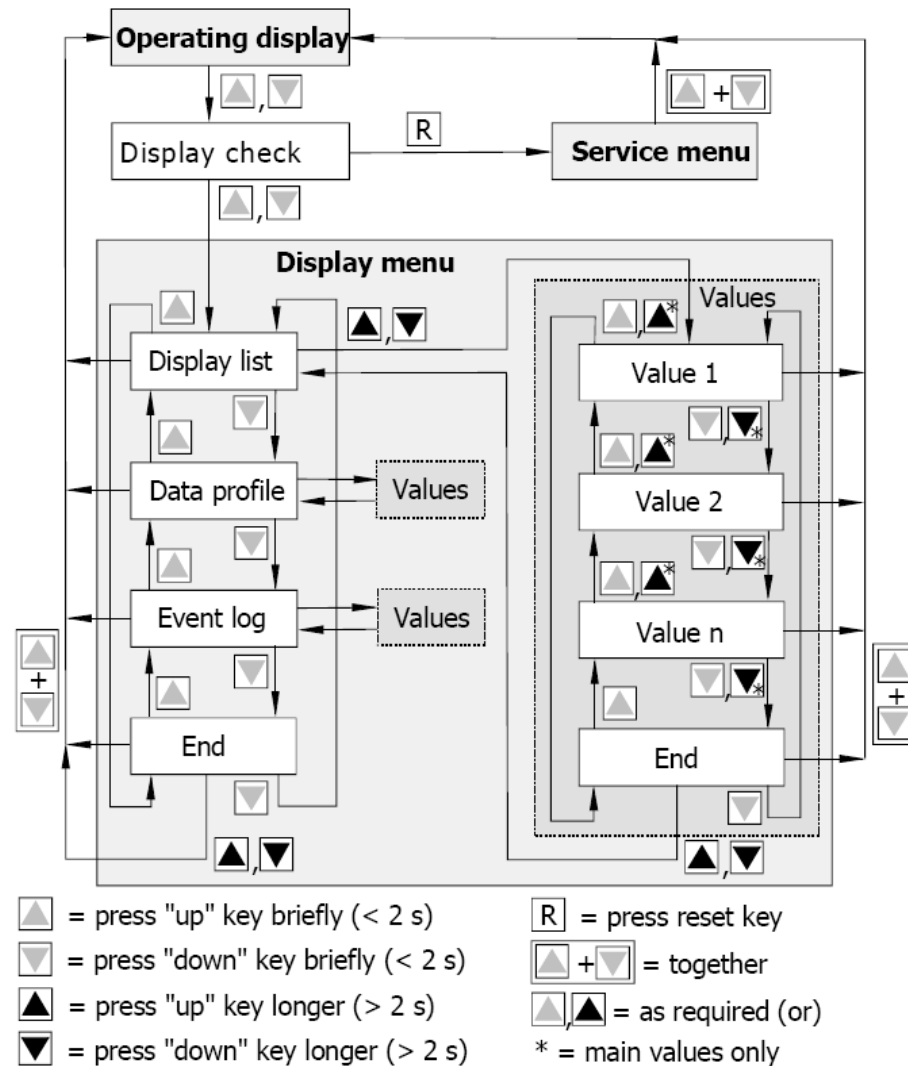 Operating display
+
,
R
Display check
Service menu
,
Display menu
Values
,
,*
Display list
Value 1
, *
,*
Data profile
Values
Value 2
, *
,*
Event log
Values
Value n
+
, *
+
End
End
,
,
= press "up" key briefly (< 2 s)
R = press reset key
= press "down" key briefly (< 2 s)
+ = together
= press "up" key longer (> 2 s)
, = as required (or)
= press "down" key longer (> 2 s)
* = main values only